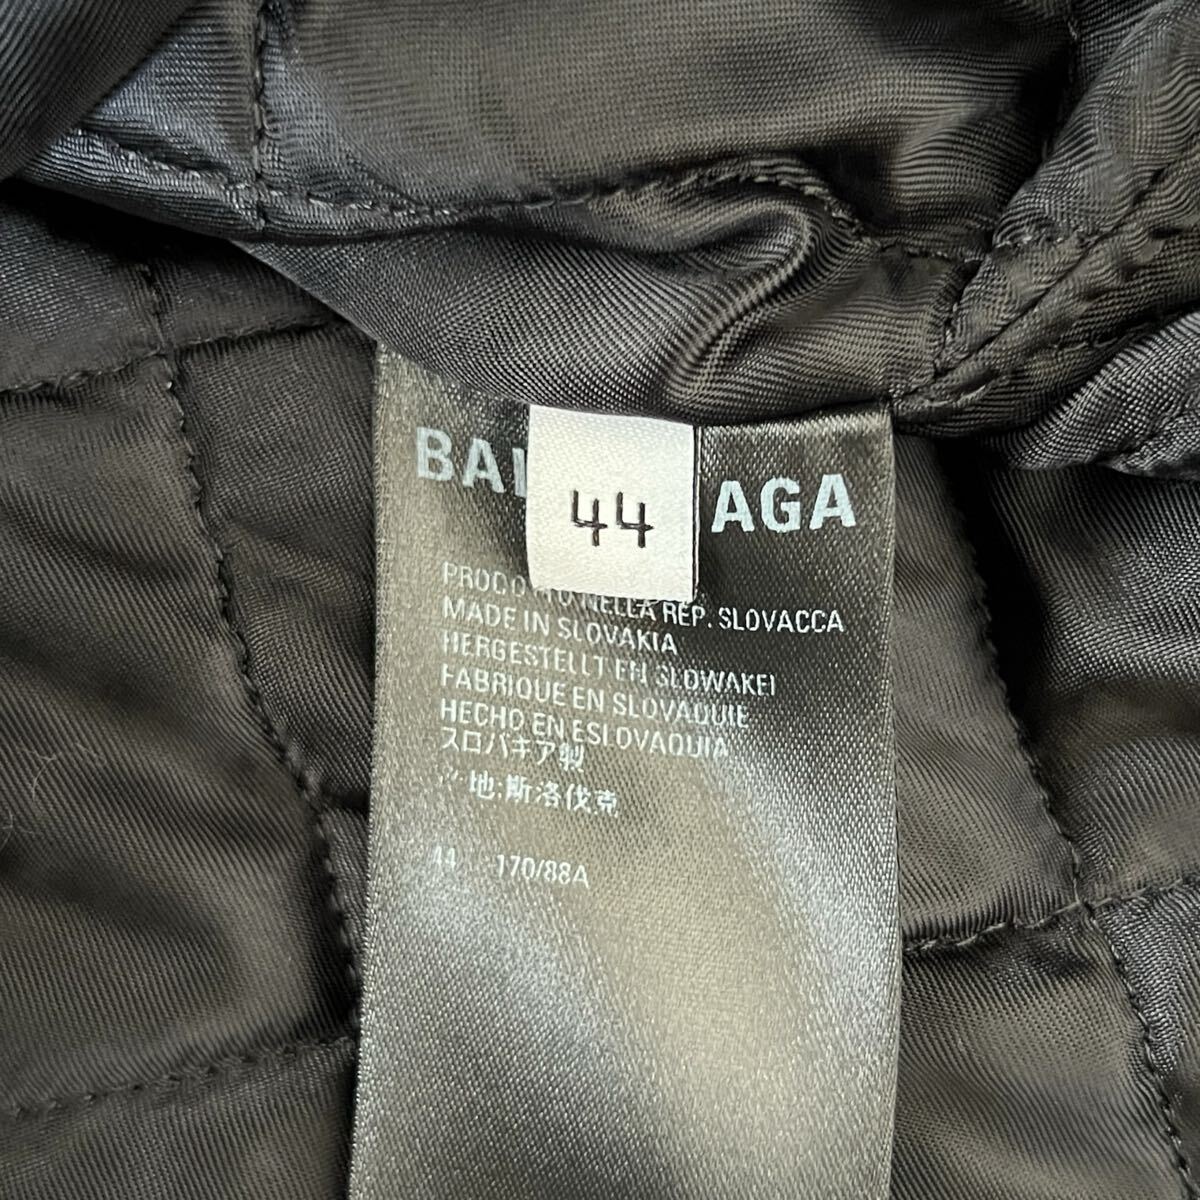 BAL AGA
44
PRODOTTO NELLA REP. SLOVACCA
MADE IN SLOVAKIA
HERGESTELLT EN SLOWAKEI
FABRIQUE EN SLOVAQUIE
HECHO EN ESLOVAQUIA
スロバキア製
地:斯洛伐克
44 170/88A